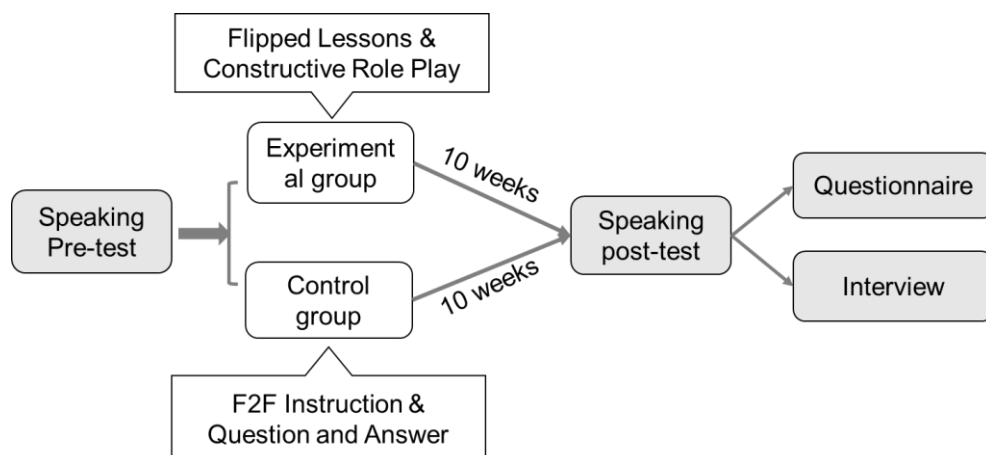 Flipped Lessons &
Constructive Role Play
Experiment
al group
10 weeks
Speaking
Pre-test
Speaking
post-test
Questionnaire
Interview
Control
group
10 weeks
F2F Instruction &
Question and Answer